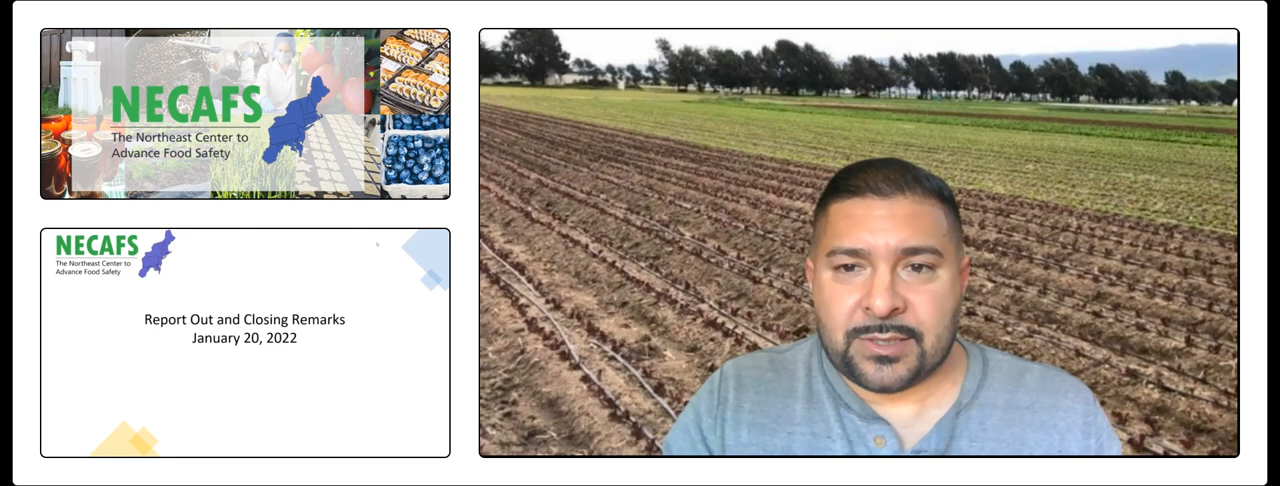 NECAFS
The Northeast Center to
Advance Food Safety
NECAFS
The Northeast Center to
Advance Food Safety
Report Out and Closing Remarks
January 20, 2022